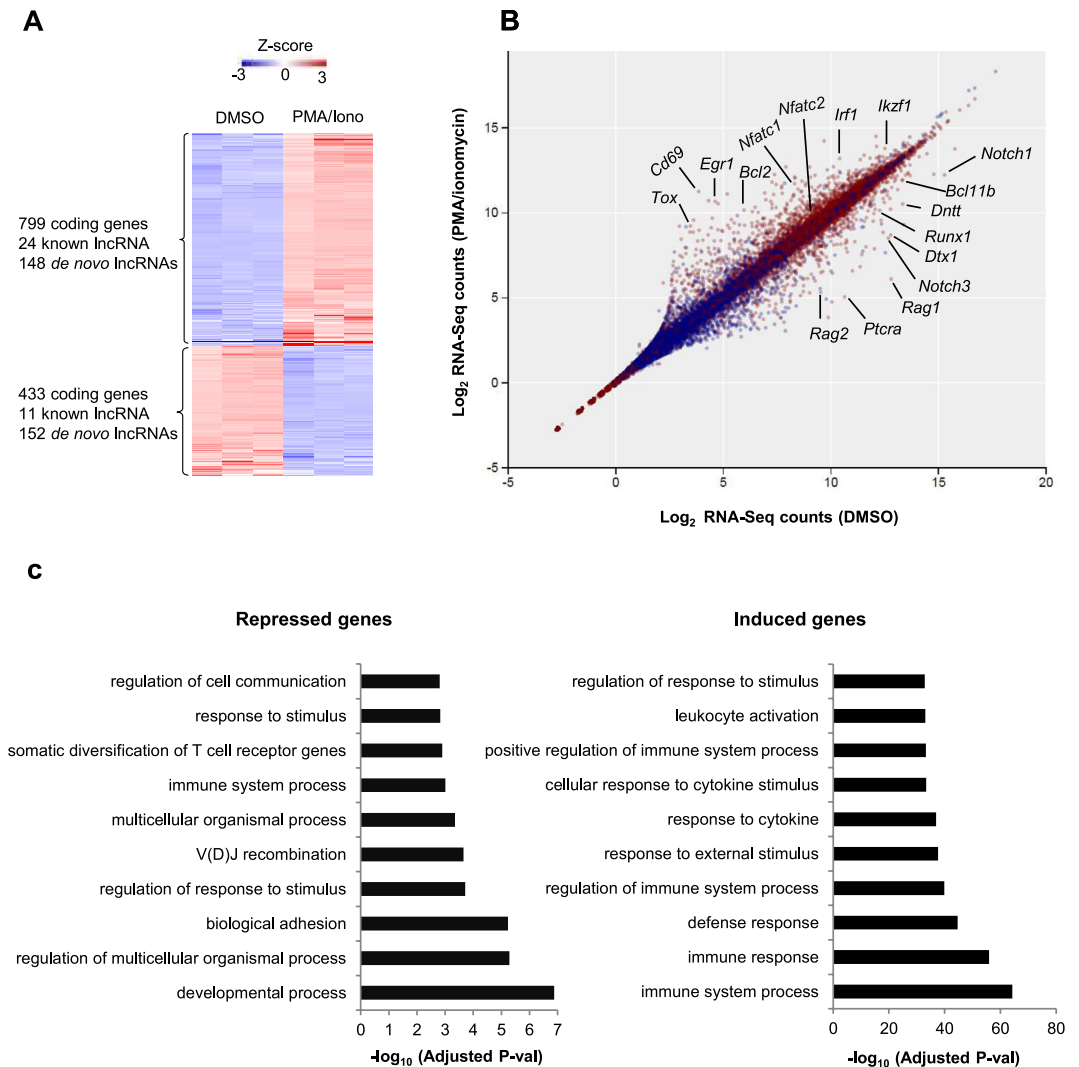 A
Z-score
-3
0
3
DMSO
PMA/Iono
799 coding genes
24 known lncRNA
148 de novo lncRNAs
433 coding genes
11 known lncRNA
152 de novo lncRNAs
B
Log2 RNA-Seq counts (PMA/ionomycin)
15
10
5
0
-5
-5
0
5
10
15
20
Log2 RNA-Seq counts (DMSO)
Cd69
Tox
Egr1
Bcl2
Nfatc1
Nfatc2
Irf1
Ikzf1
Notch1
Bcl11b
Dntt
Runx1
Dtx1
Notch3
Rag1
Ptcra
Rag2
c
Repressed genes
regulation of cell communication
response to stimulus
somatic diversification of T cell receptor genes
immune system process
multicellular organismal process
V(D)J recombination
regulation of response to stimulus
biological adhesion
regulation of multicellular organismal process
developmental process
0 1 2 3 4 5 6 7
-log10 (Adjusted P-val)
Induced genes
regulation of response to stimulus
leukocyte activation
positive regulation of immune system process
cellular response to cytokine stimulus
response to cytokine
response to external stimulus
regulation of immune system process
defense response
immune response
immune system process
0 20 40 60 80
-log10 (Adjusted P-val)